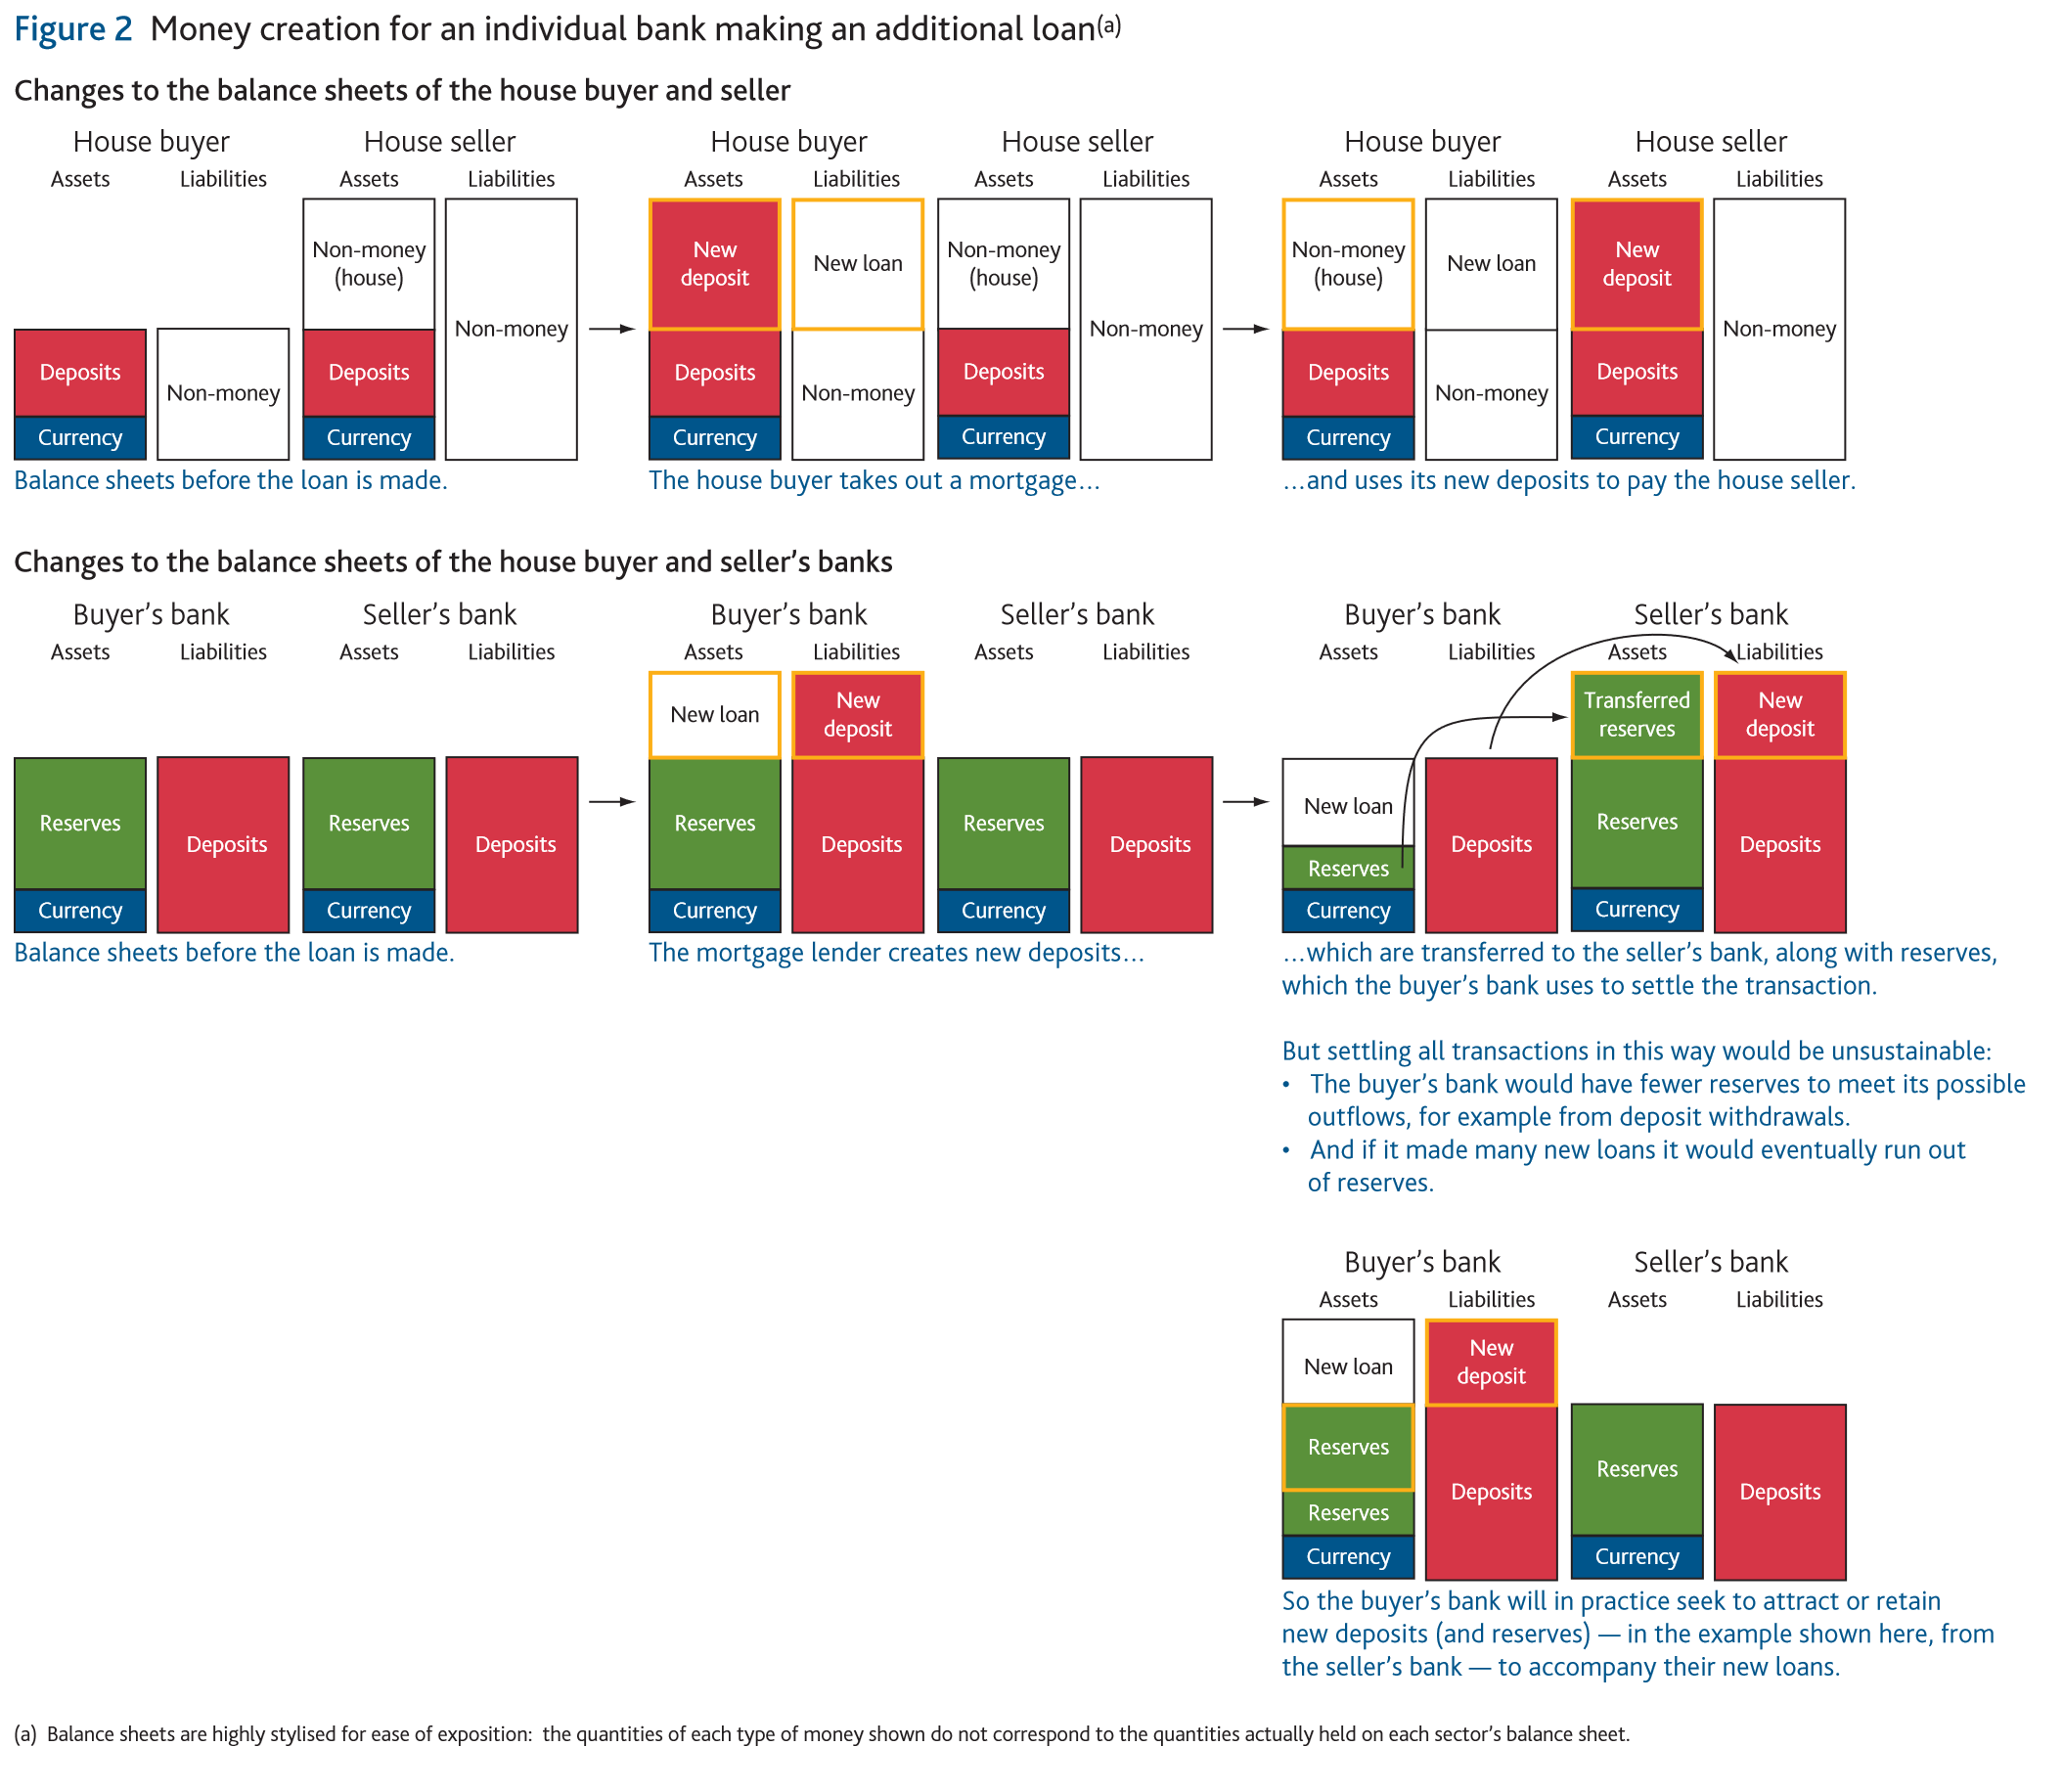 Figure 2 Money creation for an individual bank making an additional loan(a)
Changes to the balance sheets of the house buyer and seller
House buyer
House seller
House buyer
House seller
House buyer
House seller
Assets
Liabilities
Assets
Liabilities
Assets
Liabilities
Assets
Liabilities
Assets
Liabilities
Assets
Liabilities
Deposits
Currency
Non-money
Non-money
(house)
Deposits
Currency
Non-money
New
deposit
Deposits
Currency
New loan
Non-money
Non-money
(house)
Deposits
Currency
Non-money
Non-money
(house)
Deposits
Currency
New loan
Non-money
New
deposit
Deposits
Currency
Non-money
Balance sheets before the loan is made.
The house buyer takes out a mortgage…
…and uses its new deposits to pay the house seller.
Changes to the balance sheets of the house buyer and seller’s banks
Buyer’s bank
Seller’s bank
Buyer’s bank
Seller’s bank
Buyer’s bank
Seller’s bank
Assets
Liabilities
Assets
Liabilities
Assets
Liabilities
Assets
Liabilities
Assets
Liabilities
Assets
Liabilities
Reserves
Currency
Deposits
Reserves
Currency
Deposits
New loan
Reserves
Currency
New
deposit
Deposits
Reserves
Currency
Deposits
New loan
Reserves
Currency
Deposits
Transferred
reserves
Reserves
Currency
New
deposit
Deposits
Balance sheets before the loan is made.
The mortgage lender creates new deposits…
…which are transferred to the seller’s bank, along with reserves,
which the buyer’s bank uses to settle the transaction.
But settling all transactions in this way would be unsustainable:
• The buyer’s bank would have fewer reserves to meet its possible
outflows, for example from deposit withdrawals.
• And if it made many new loans it would eventually run out
of reserves.
Buyer’s bank
Seller’s bank
Assets
Liabilities
Assets
Liabilities
New loan
Reserves
Reserves
Currency
New
deposit
Deposits
Reserves
Currency
Deposits
So the buyer’s bank will in practice seek to attract or retain
new deposits (and reserves) — in the example shown here, from
the seller’s bank — to accompany their new loans.
(a) Balance sheets are highly stylised for ease of exposition: the quantities of each type of money shown do not correspond to the quantities actually held on each sector’s balance sheet.